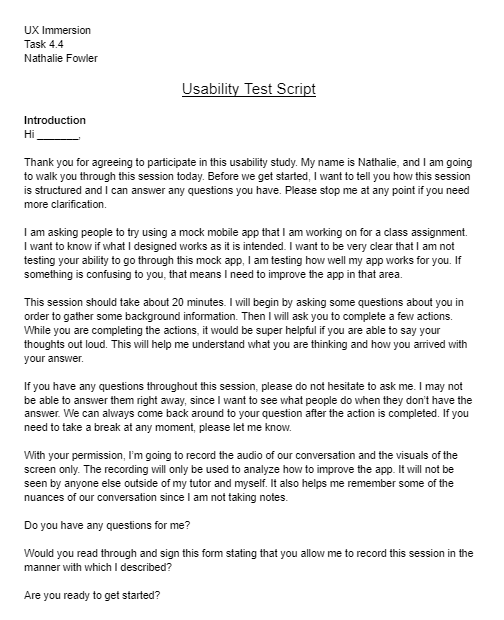 UX Immersion
Task 4.4
Nathalie Fowler
Usability Test Script
Introduction
Hi _______,
Thank you for agreeing to participate in this usability study. My name is Nathalie, and I am going
to walk you through this session today. Before we get started, I want to tell you how this session
is structured and I can answer any questions you have. Please stop me at any point if you need
more clarification.
I am asking people to try using a mock mobile app that I am working on for a class assignment.
I want to know if what I designed works as it is intended. I want to be very clear that I am not
testing your ability to go through this mock app, I am testing how well my app works for you. If
something is confusing to you, that means I need to improve the app in that area.
This session should take about 20 minutes. I will begin by asking some questions about you in
order to gather some background information. Then I will ask you to complete a few actions.
While you are completing the actions, it would be super helpful if you are able to say your
thoughts out loud. This will help me understand what you are thinking and how you arrived with
your answer.
If you have any questions throughout this session, please do not hesitate to ask me. I may not
be able to answer them right away, since I want to see what people do when they don't have the
answer. We can always come back around to your question after the action is completed. If you
need to take a break at any moment, please let me know.
With your permission, I'm going to record the audio of our conversation and the visuals of the
screen only. The recording will only be used to analyze how to improve the app. It will not be
seen by anyone else outside of my tutor and myself. It also helps me remember some of the
nuances of our conversation since I am not taking notes.
Do you have any questions for me?
Would you read through and sign this form stating that you allow me to record this session in the
manner with which I described?
Are you ready to get started?